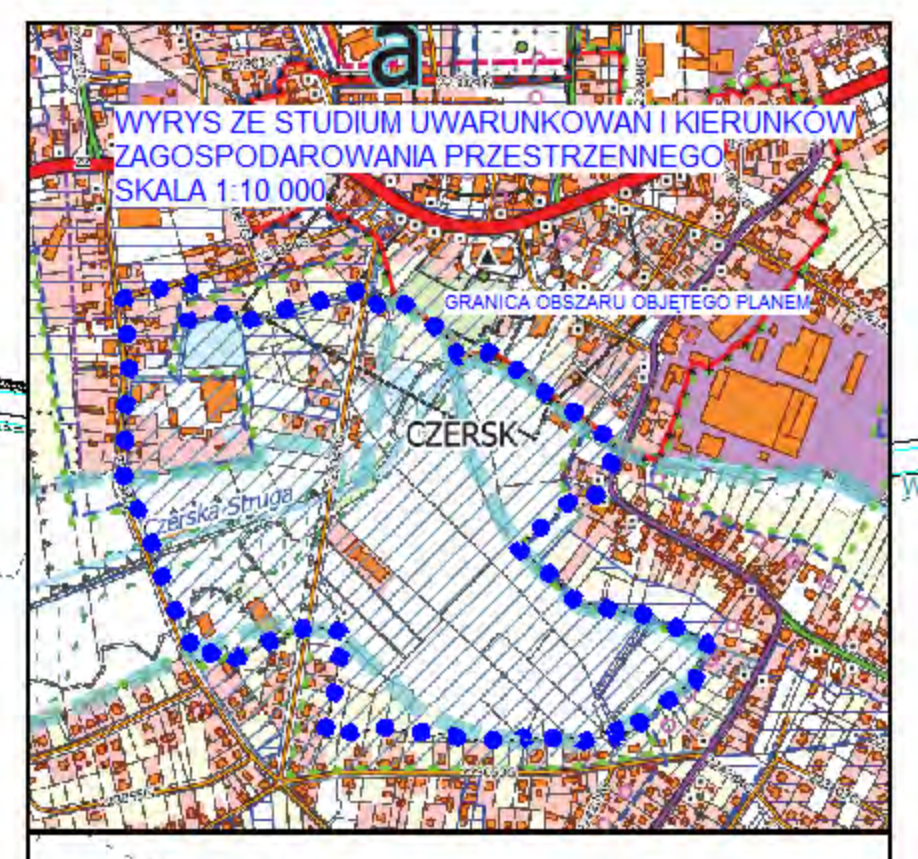 a
WYRYS ZE STUDIUM UWARUNKOWAŃ I KIERUNKÓW
ZAGOSPODAROWANIA PRZESTRZENNEGO
SKALA 1:10 000
GRANICA OBSZARU OBJĘTEGO PLANEM
CZERSK
Czerska Struga
W